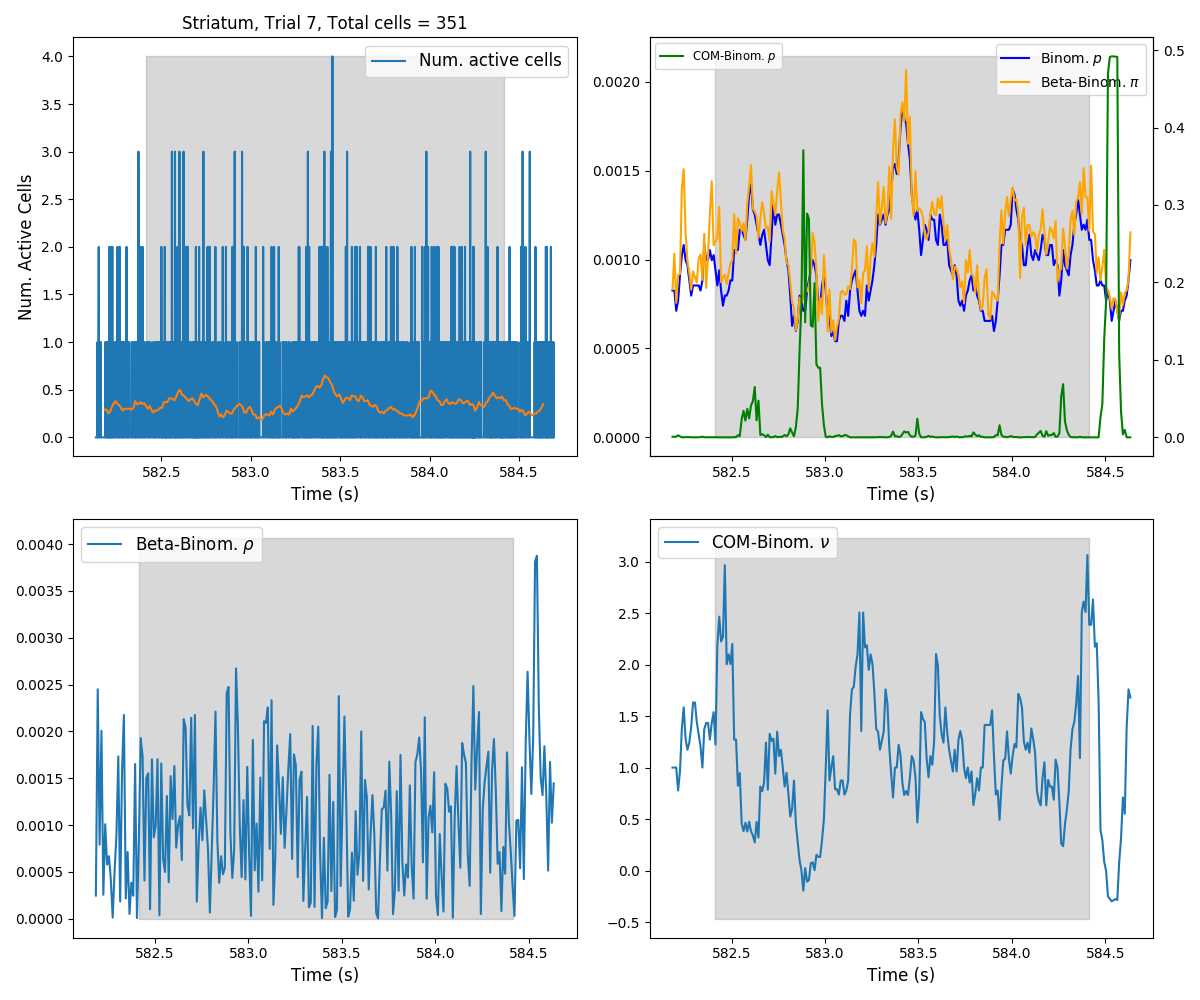 Striatum, Trial 7, Total cells = 351
Num. Active Cells
4.0
3.5
3.0
2.5
2.0
1.5
1.0
0.5
0.0
Num. active cells
582.5 583.0 583.5 584.0 584.5
Time (s)
COM-Binom. p
Binom. p
Beta-Binom. π
0.0020
0.0015
0.0010
0.0005
0.0000
0.5
0.4
0.3
0.2
0.1
0.0
582.5 583.0 583.5 584.0 584.5
Time (s)
Beta-Binom. ρ
0.0040
0.0035
0.0030
0.0025
0.0020
0.0015
0.0010
0.0005
0.0000
582.5 583.0 583.5 584.0 584.5
Time (s)
COM-Binom. ν
3.0
2.5
2.0
1.5
1.0
0.5
0.0
−0.5
582.5 583.0 583.5 584.0 584.5
Time (s)